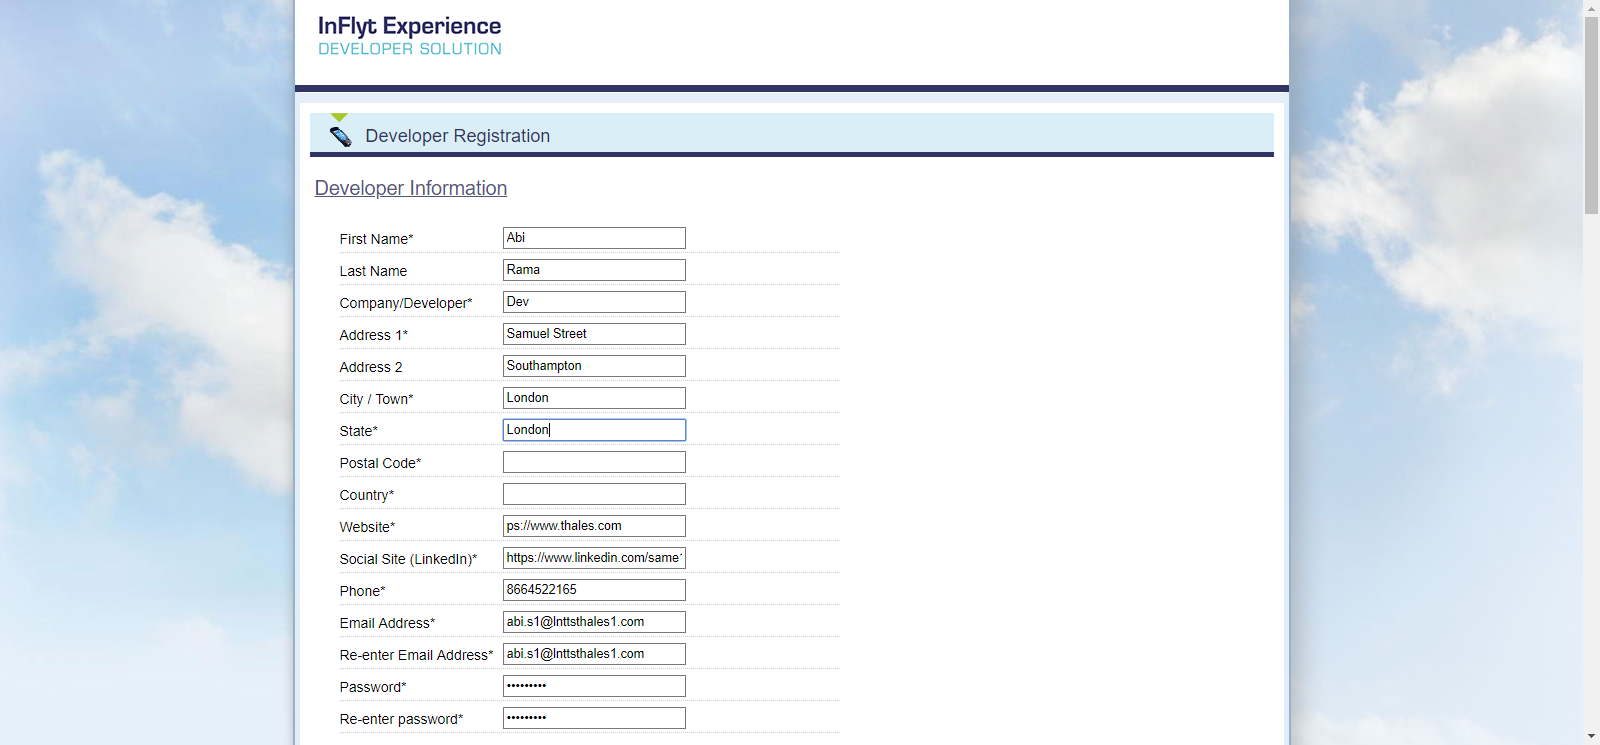 InFlyt Experience
DEVELOPER SOLUTION
Developer Registration
Developer Information
First Name* Abi
Last Name Rama
Company/Developer* Dev
Address 1* Samuel Street
Address 2 Southampton
City / Town* London
State* London
Postal Code*
Country*
Website* ps://www.thales.com
Social Site (LinkedIn)* https://www.linkedin.com/same
Phone* 8664522165
Email Address* abi.s1@lnttsthales1.com
Re-enter Email Address* abi.s1@lnttsthales1.com
Password* •••••••••
Re-enter password* •••••••••